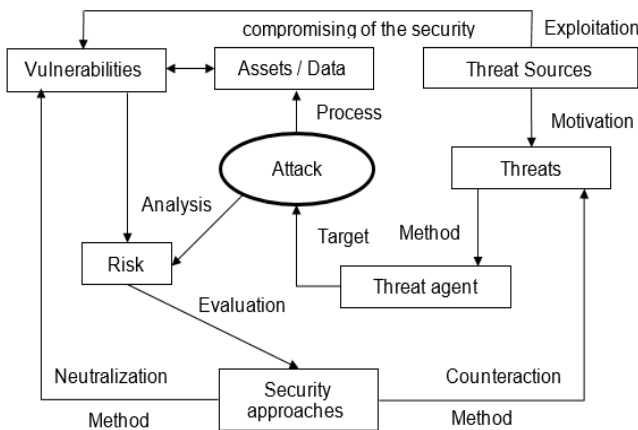 compromising of the security
Exploitation
Vulnerabilities
Assets / Data
Threat Sources
Process
Motivation
Attack
Threats
Analysis
Target
Method
Risk
Threat agent
Evaluation
Neutralization
Security
approaches
Counteraction
Method
Method